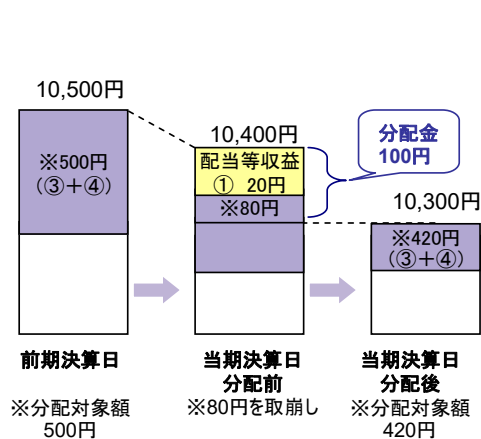 10,500円
※500円
(③+④)
前期決算日
※分配対象額
500円
10,400円
配当等収益
① 20円
※80円
当期決算日
分配前
※80円を取崩し
分配金
100円
10,300円
※420円
(③+④)
当期決算日
分配後
※分配対象額
420円